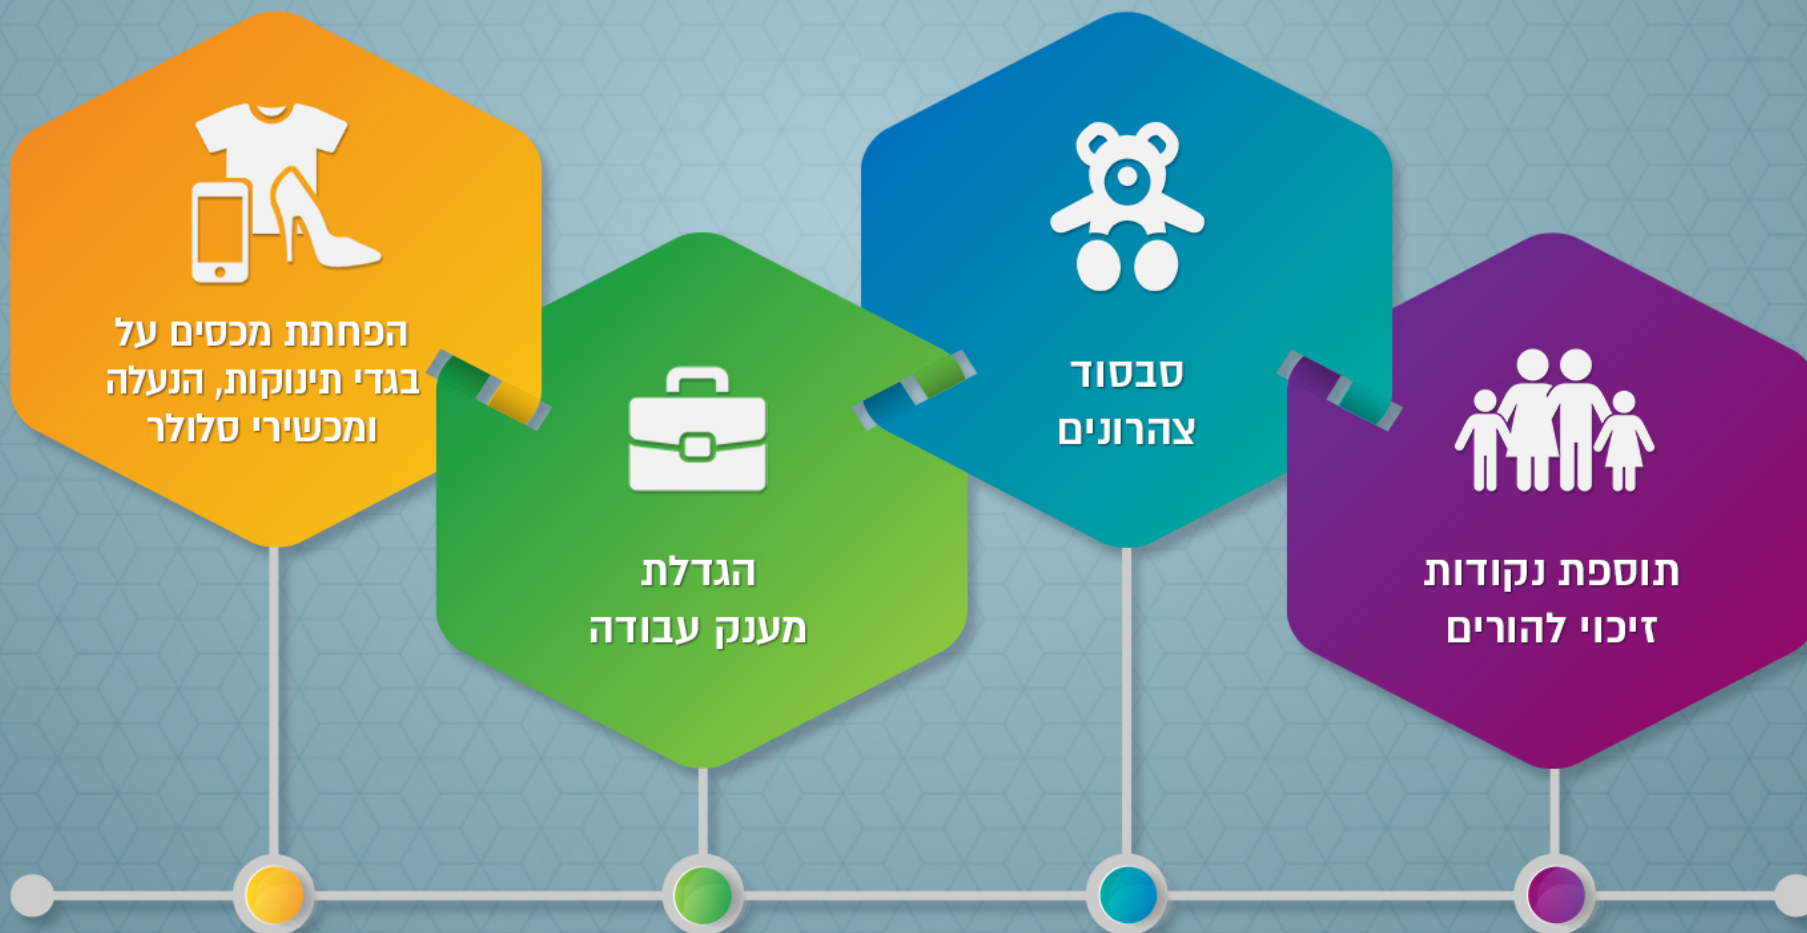 תוספת נקודות
זיכוי להורים
סבסוד
צהרונים
הגדלת
מענק עבודה
הפחתת מכסים על
בגדי תינוקות, הנעלה
ומכשירי סלולר